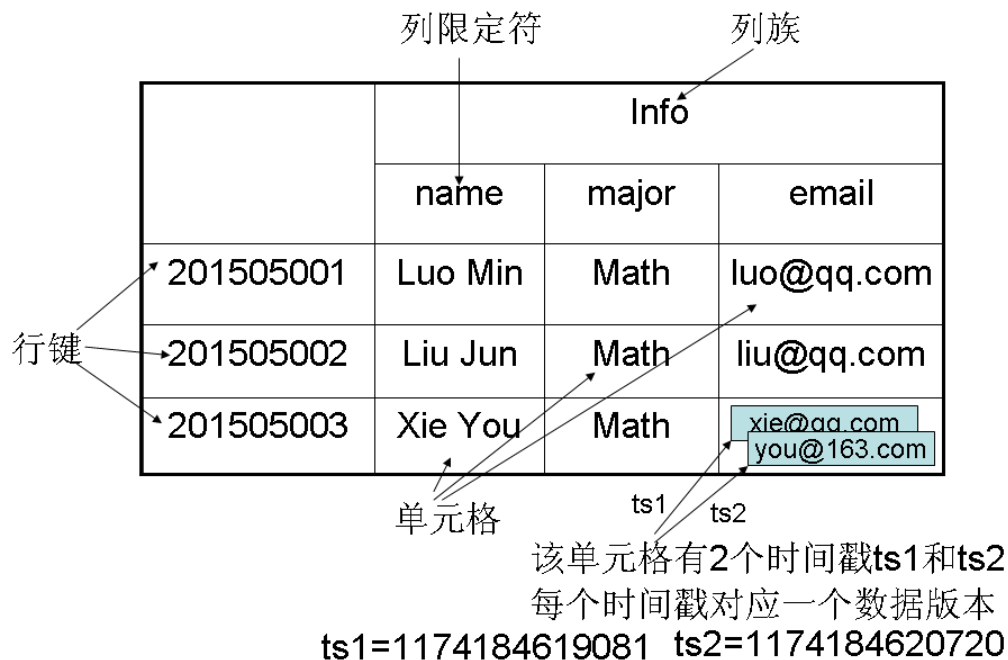 列限定符 列族
Info
name major email
201505001 Luo Min Math luo@qq.com
行键
201505002 Liu Jun Math liu@qq.com
201505003 Xie You Math xie@qq.com
you@163.com
单元格 ts1 ts2
该单元格有2个时间戳ts1和ts2
每个时间戳对应一个数据版本
ts1=1174184619081 ts2=1174184620720